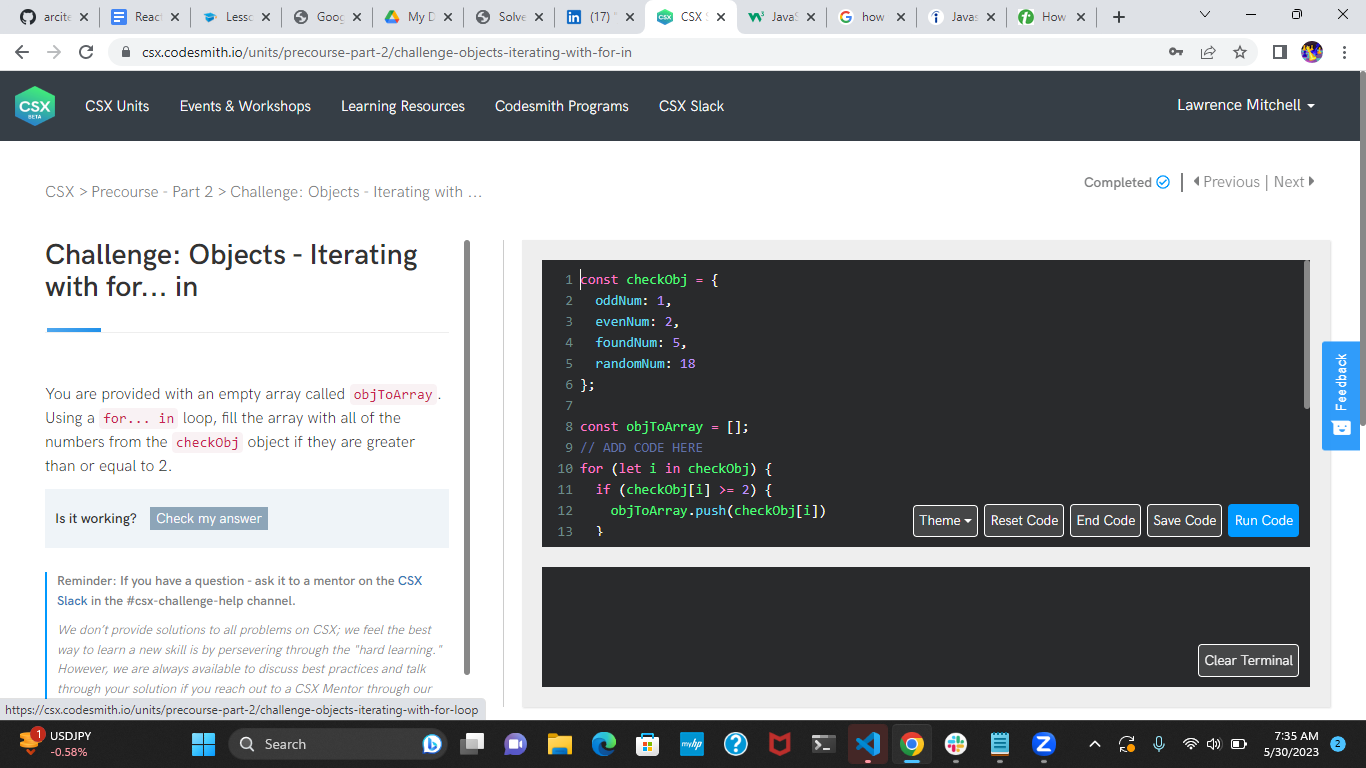 arcite
React
Lesso
Goog
My D
Solve
(17) "
CSX S
JavaS
how
Javas
How
csx.codesmith.io/units/precourse-part-2/challenge-objects-iterating-with-for-in
CSX
BETA
CSX Units
Events & Workshops
Learning Resources
Codesmith Programs
CSX Slack
Lawrence Mitchell
CSX > Precourse - Part 2 > Challenge: Objects - Iterating with ...
Completed
Previous | Next
Challenge: Objects - Iterating
with for... in
You are provided with an empty array called objToArray.
Using a for... in loop, fill the array with all of the
numbers from the checkObj object if they are greater
than or equal to 2.
Is it working? Check my answer
Reminder: If you have a question - ask it to a mentor on the CSX
Slack in the #csx-challenge-help channel.
We don't provide solutions to all problems on CSX; we feel the best
way to learn a new skill is by persevering through the "hard learning."
However, we are always available to discuss best practices and talk
through your solution if you reach out to a CSX Mentor through our
1 const checkObj = {
2 oddNum: 1,
3 evenNum: 2,
4 foundNum: 5,
5 randomNum: 18
6 };
7
8 const objToArray = [];
9 // ADD CODE HERE
10 for (let i in checkObj) {
11 if (checkObj[i] >= 2) {
12 objToArray.push(checkObj[i])
13 }
Theme
Reset Code
End Code
Save Code
Run Code
Clear Terminal
Feedback
https://csx.codesmith.io/units/precourse-part-2/challenge-objects-iterating-with-for-loop
1
USDJPY
-0.58%
Search
myhp
7:35 AM
5/30/2023
2